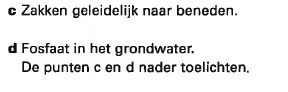 c Zakken geleidelijk naar beneden.
d Fosfaat in het grondwater.
De punten c en d nader toelichten.